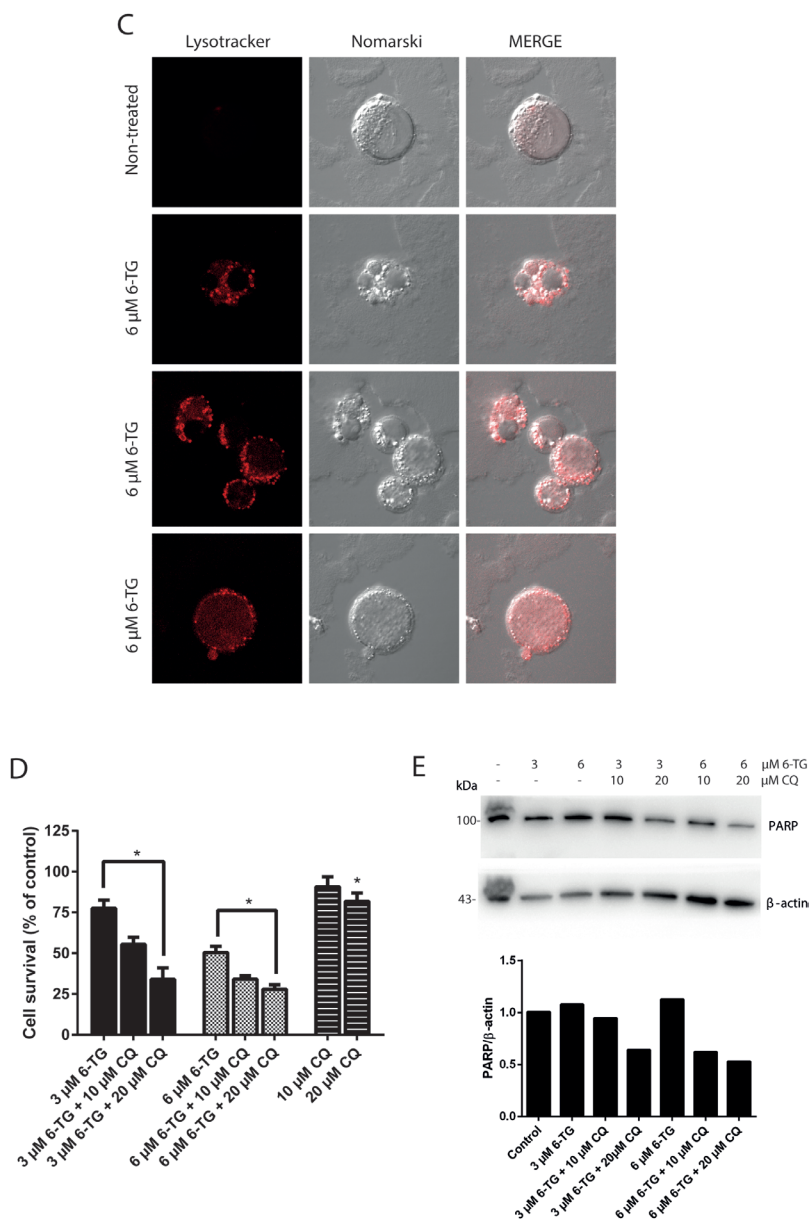 C
Lysotracker Nomarski MERGE
Non-treated
6 µM 6-TG
6 µM 6-TG
6 µM 6-TG
D
Cell survival (% of control)
125
100
75
50
25
0
*
*
*
3 µM 6-TG
3 µM 6-TG + 10 µM CQ
3 µM 6-TG + 20 µM CQ
6 µM 6-TG
6 µM 6-TG + 10 µM CQ
6 µM 6-TG + 20 µM CQ
10 µM CQ
20 µM CQ
E
- 3 6 3 3 6 6 µM 6-TG
- - - 10 20 10 20 µM CQ
kDa
100- PARP
43- β-actin
PARP/β-actin
1.5
1.0
0.5
0.0
Control
3 µM 6-TG
3 µM 6-TG + 10 µM CQ
3 µM 6-TG + 20µM CQ
6 µM 6-TG
6 µM 6-TG + 10 µM CQ
6 µM 6-TG + 20 µM CQ